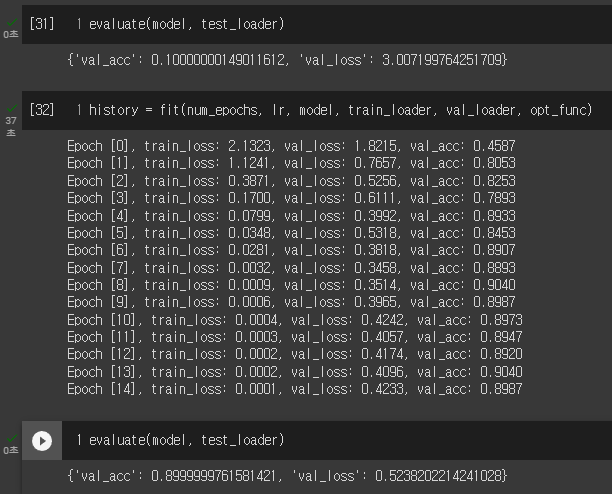 [31] 1 evaluate(model, test_loader)
0초
{'val_acc': 0.10000000149011612, 'val_loss': 3.007199764251709}
[32] 1 history = fit(num_epochs, lr, model, train_loader, val_loader, opt_func)
37
초
Epoch [0], train_loss: 2.1323, val_loss: 1.8215, val_acc: 0.4587
Epoch [1], train_loss: 1.1241, val_loss: 0.7657, val_acc: 0.8053
Epoch [2], train_loss: 0.3871, val_loss: 0.5256, val_acc: 0.8253
Epoch [3], train_loss: 0.1700, val_loss: 0.6111, val_acc: 0.7893
Epoch [4], train_loss: 0.0799, val_loss: 0.3992, val_acc: 0.8933
Epoch [5], train_loss: 0.0348, val_loss: 0.5318, val_acc: 0.8453
Epoch [6], train_loss: 0.0281, val_loss: 0.3818, val_acc: 0.8907
Epoch [7], train_loss: 0.0032, val_loss: 0.3458, val_acc: 0.8893
Epoch [8], train_loss: 0.0009, val_loss: 0.3514, val_acc: 0.9040
Epoch [9], train_loss: 0.0006, val_loss: 0.3965, val_acc: 0.8987
Epoch [10], train_loss: 0.0004, val_loss: 0.4242, val_acc: 0.8973
Epoch [11], train_loss: 0.0003, val_loss: 0.4057, val_acc: 0.8947
Epoch [12], train_loss: 0.0002, val_loss: 0.4174, val_acc: 0.8920
Epoch [13], train_loss: 0.0002, val_loss: 0.4096, val_acc: 0.9040
Epoch [14], train_loss: 0.0001, val_loss: 0.4233, val_acc: 0.8987
1 evaluate(model, test_loader)
0초
{'val_acc': 0.8999999761581421, 'val_loss': 0.5238202214241028}